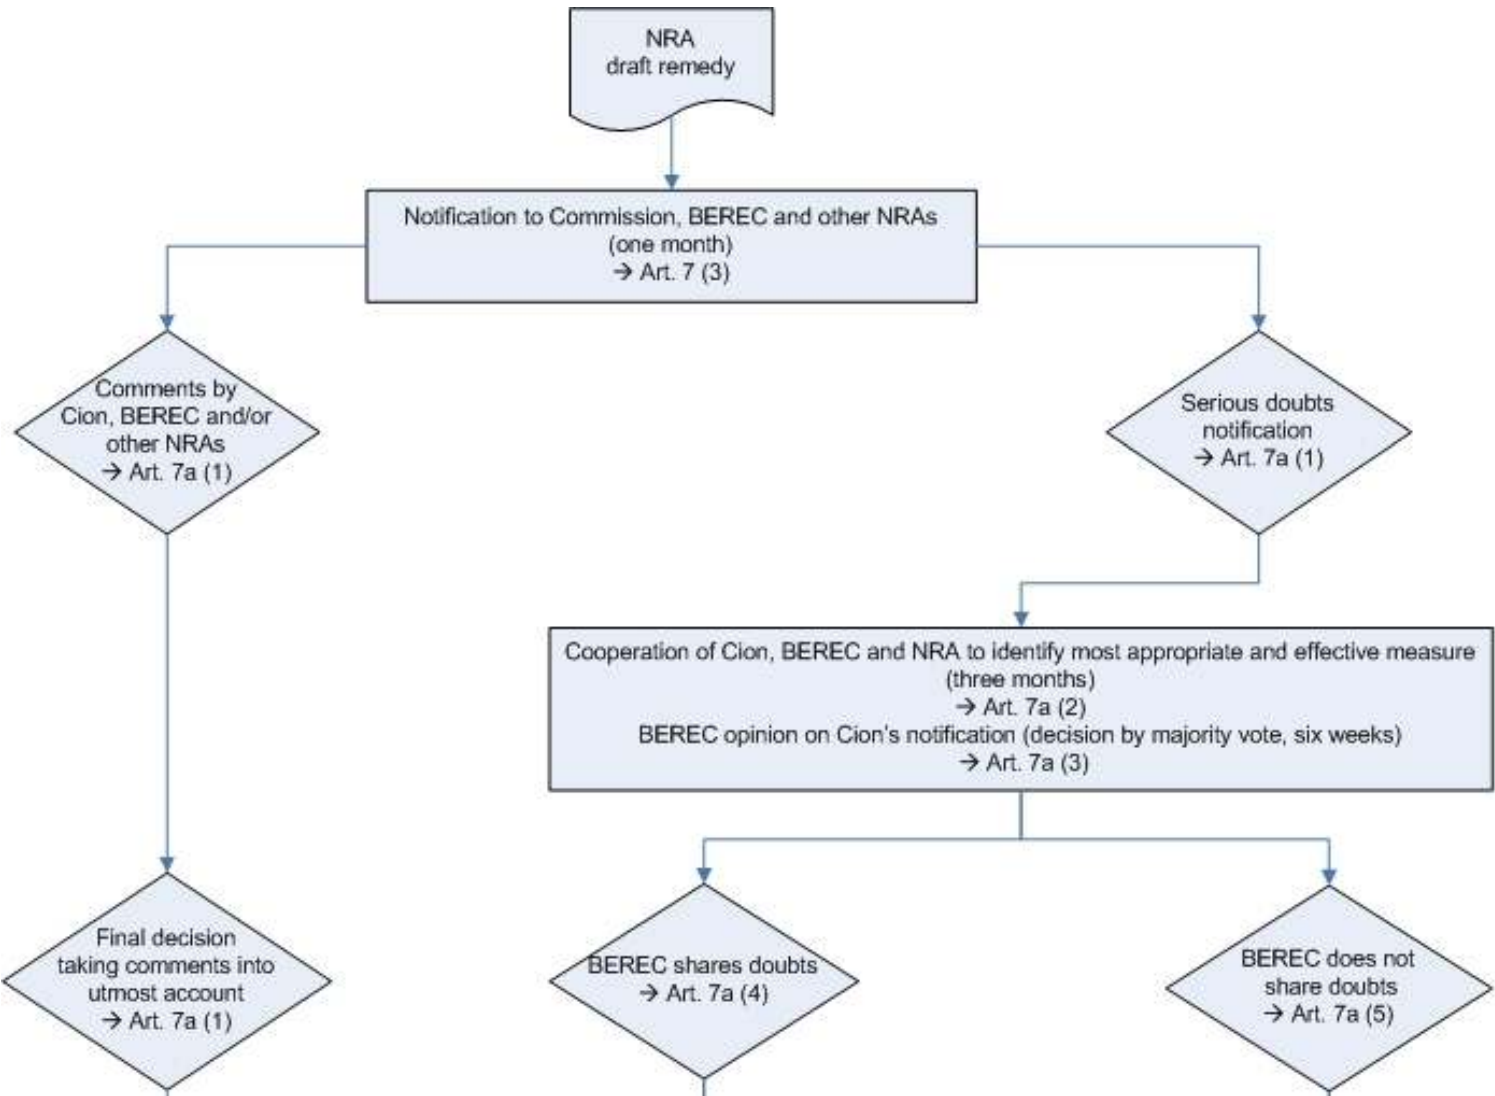 NRA
draft remedy
Notification to Commission, BEREC and other NRAs
(one month)
→ Art. 7 (3)
Comments by
Cion, BEREC and/or
other NRAs
→ Art. 7a (1)
Serious doubts
notification
→ Art. 7a (1)
Cooperation of Cion, BEREC and NRA to identify most appropriate and effective measure
(three months)
→ Art. 7a (2)
BEREC opinion on Cion's notification (decision by majority vote, six weeks)
→ Art. 7a (3)
Final decision
taking comments into
utmost account
→ Art. 7a (1)
BEREC shares doubts
→ Art. 7a (4)
BEREC does not
share doubts
→ Art. 7a (5)